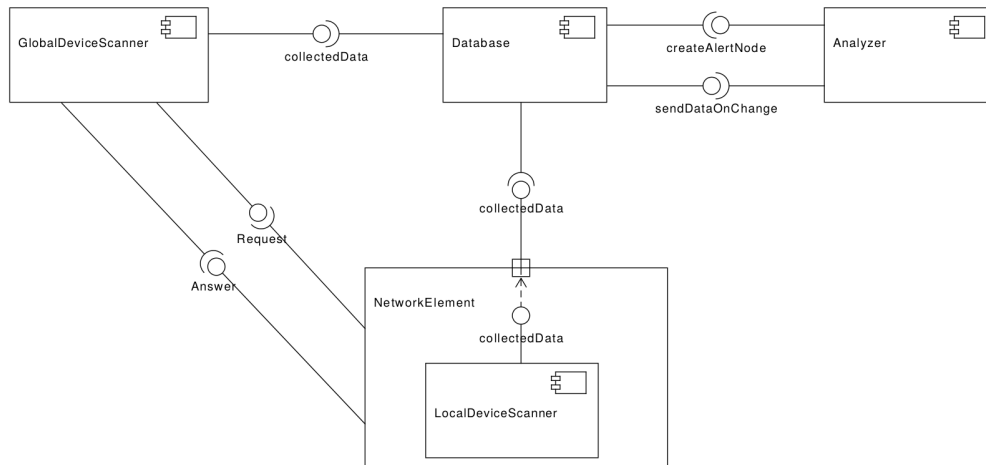 GlobalDeviceScanner
collectedData
Database
createAlertNode
Analyzer
sendDataOnChange
collectedData
Request
Answer
NetworkElement
collectedData
LocalDeviceScanner